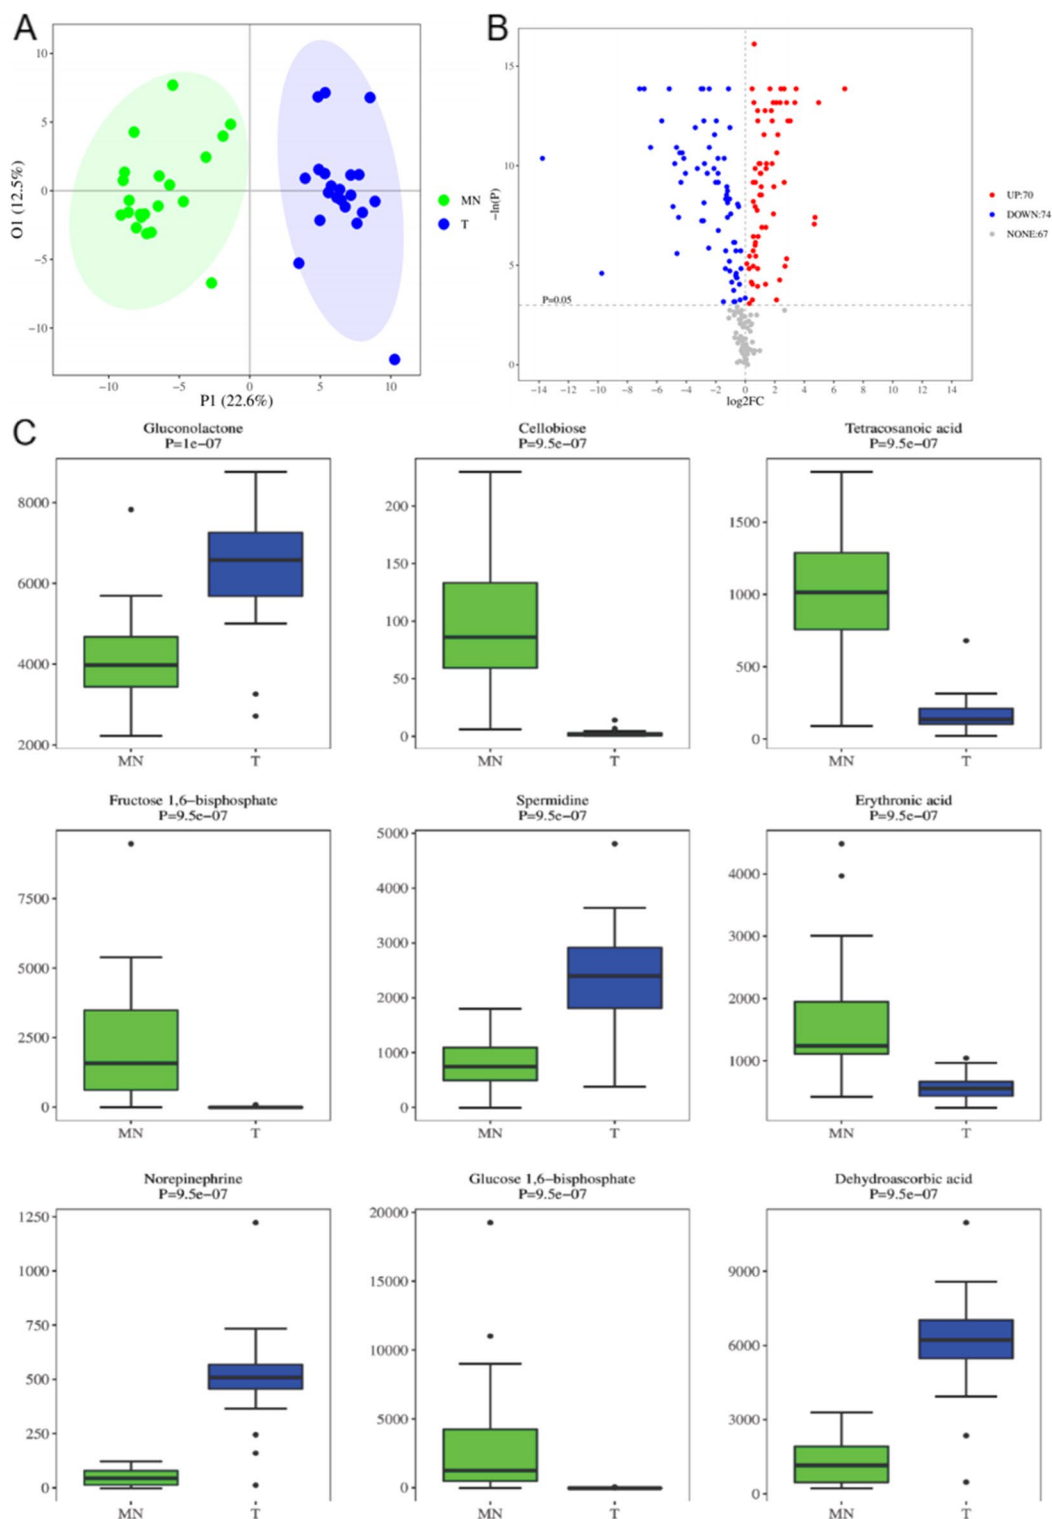 A
B
10
5
0
−5
−10
O1 (12.5%)
−10
−5
0
5
10
P1 (22.6%)
MN
T
15
10
5
0
−ln(P)
P=0.05
−14
−12
−10
−8
−6
−4
−2
0
2
4
6
8
10
12
14
log2FC
UP:70
DOWN:74
NONE:67
C
Gluconolactone
P=1e−07
8000
6000
4000
2000
MN
T
Cellobiose
P=9.5e−07
200
150
100
50
0
MN
T
Tetracosanoic acid
P=9.5e−07
1500
1000
500
0
MN
T
Fructose 1,6−bisphosphate
P=9.5e−07
7500
5000
2500
0
MN
T
Spermidine
P=9.5e−07
5000
4000
3000
2000
1000
0
MN
T
Erythronic acid
P=9.5e−07
4000
3000
2000
1000
MN
T
Norepinephrine
P=9.5e−07
1250
1000
750
500
250
0
MN
T
Glucose 1,6−bisphosphate
P=9.5e−07
20000
15000
10000
5000
0
MN
T
Dehydroascorbic acid
P=9.5e−07
9000
6000
3000
0
MN
T